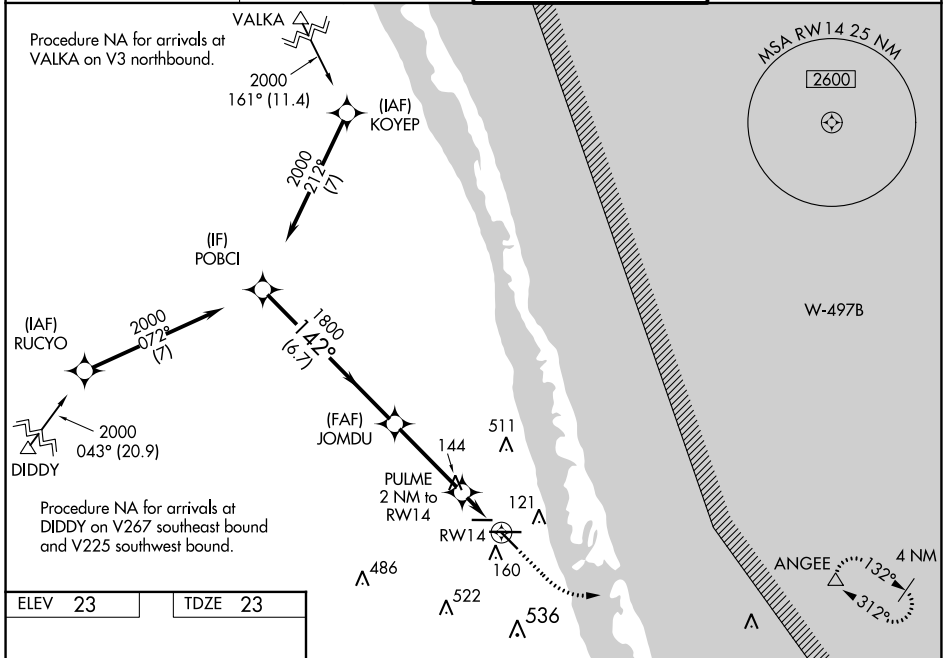 VALKA
Procedure NA for arrivals at
VALKA on V3 northbound.
2000
161° (11.4)
(IAF)
KOYEP
MSA RW14 25 NM
2600
2000
212°
(7)
(IF)
POBCI
W-497B
(IAF)
RUCYO
2000
072°
(7)
1800
142°
(6.7)
2000
043° (20.9)
DIDDY
(FAF)
JOMDU
511
144
PULME
2 NM to
RW14
121
RW14
160
Procedure NA for arrivals at
DIDDY on V267 southeast bound
and V225 southwest bound.
486
522
536
ANGEE
4 NM
132°
312°
ELEV 23
TDZE 23